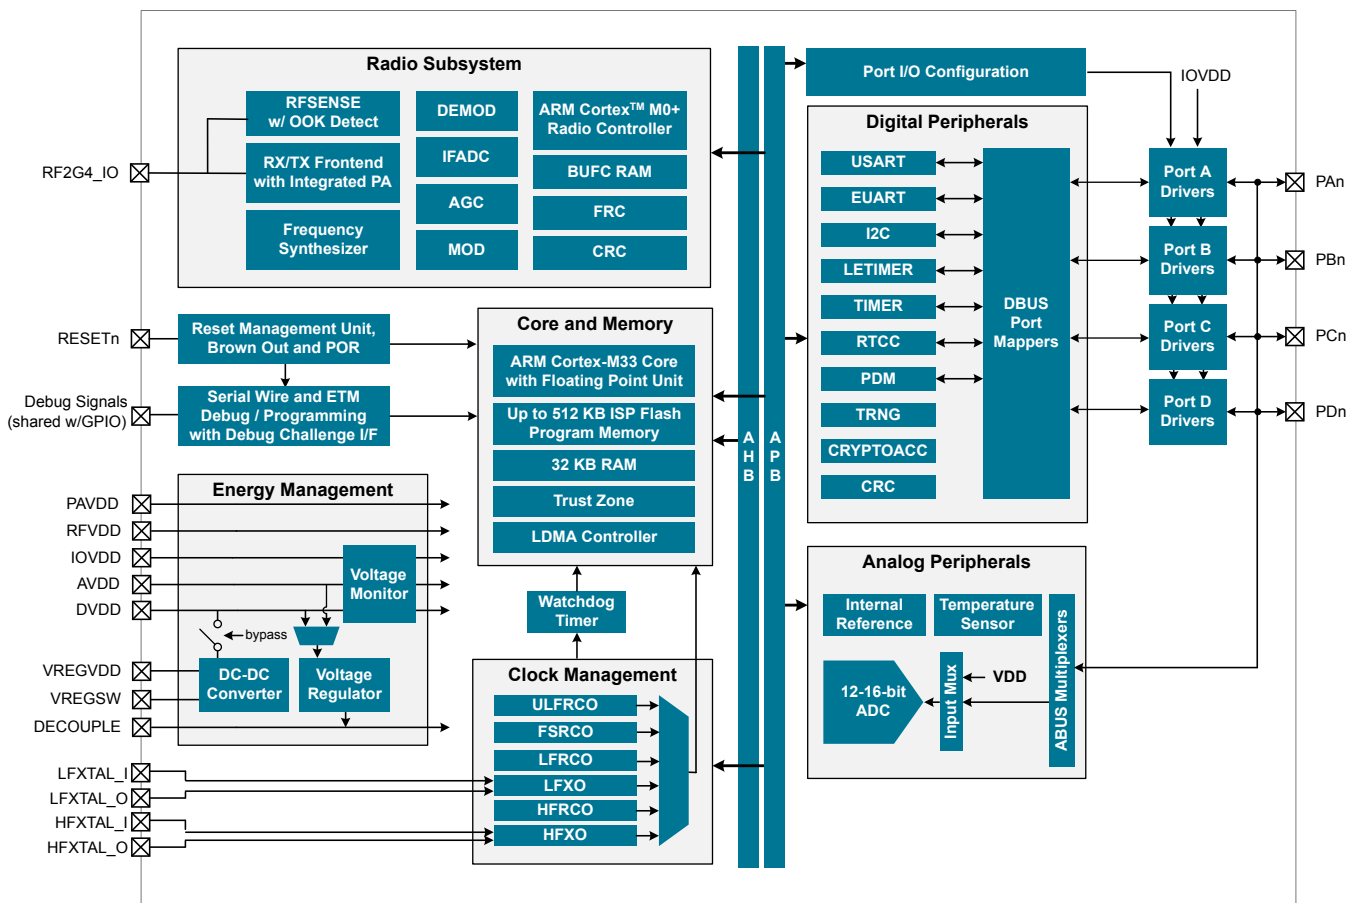 Radio Subsystem
RFSENSE
w/ OOK Detect
RX/TX Frontend
with Integrated PA
Frequency
Synthesizer
DEMOD
IFADC
AGC
MOD
ARM Cortex™ M0+
Radio Controller
BUFC RAM
FRC
CRC
RF2G4_IO
RESETn
Reset Management Unit,
Brown Out and POR
Debug Signals
(shared w/GPIO)
Serial Wire and ETM
Debug / Programming
with Debug Challenge I/F
Core and Memory
ARM Cortex-M33 Core
with Floating Point Unit
Up to 512 KB ISP Flash
Program Memory
32 KB RAM
Trust Zone
LDMA Controller
Energy Management
PAVDD
RFVDD
IOVDD
AVDD
DVDD
VREGVDD
VREGSW
DECOUPLE
Voltage
Monitor
bypass
DC-DC
Converter
Voltage
Regulator
Watchdog
Timer
Clock Management
ULFRCO
FSRCO
LFRCO
LFXO
HFRCO
HFXO
LFXTAL_I
LFXTAL_O
HFXTAL_I
HFXTAL_O
A
H
B
A
P
B
Port I/O Configuration
IOVDD
Digital Peripherals
USART
EUART
I2C
LETIMER
TIMER
RTCC
PDM
TRNG
CRYPTOACC
CRC
DBUS
Port
Mappers
Port A
Drivers
Port B
Drivers
Port C
Drivers
Port D
Drivers
PAn
PBn
PCn
PDn
Analog Peripherals
Internal
Reference
Temperature
Sensor
12-16-bit
ADC
Input Mux
VDD
ABUS Multiplexers